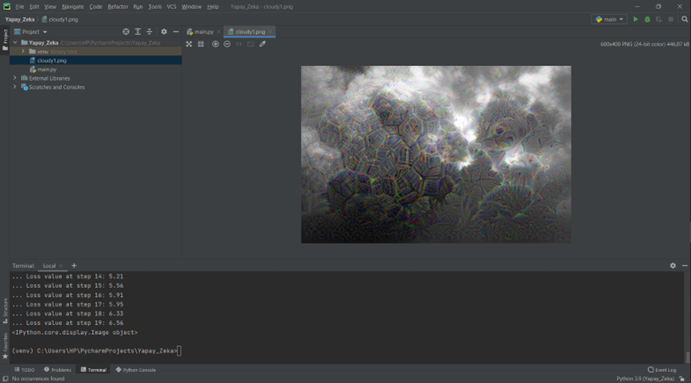 File Edit View Navigate Code Refactor Run Tools VCS Window Help Yapay_Zeka - cloudy1.png
Yapay_Zeka cloudy1.png main
Project main.py cloudy1.png
Yapay_Zeka C:\Users\HP\PycharmProjects\Yapay_Zeka
venv library root
cloudy1.png
main.py
External Libraries
Scratches and Consoles
Project
600x400 PNG (24-bit color) 446,07 kB
Terminal Local
... Loss value at step 14: 5.21
... Loss value at step 15: 5.56
... Loss value at step 16: 5.91
... Loss value at step 17: 5.95
... Loss value at step 18: 6.33
... Loss value at step 19: 6.56
<IPython.core.display.Image object>
(venv) C:\Users\HP\PycharmProjects\Yapay_Zeka>
Structure
Favorites
TODO Problems Terminal Python Console Event Log
No occurrences found Python 3.9 (Yapay_Zeka)